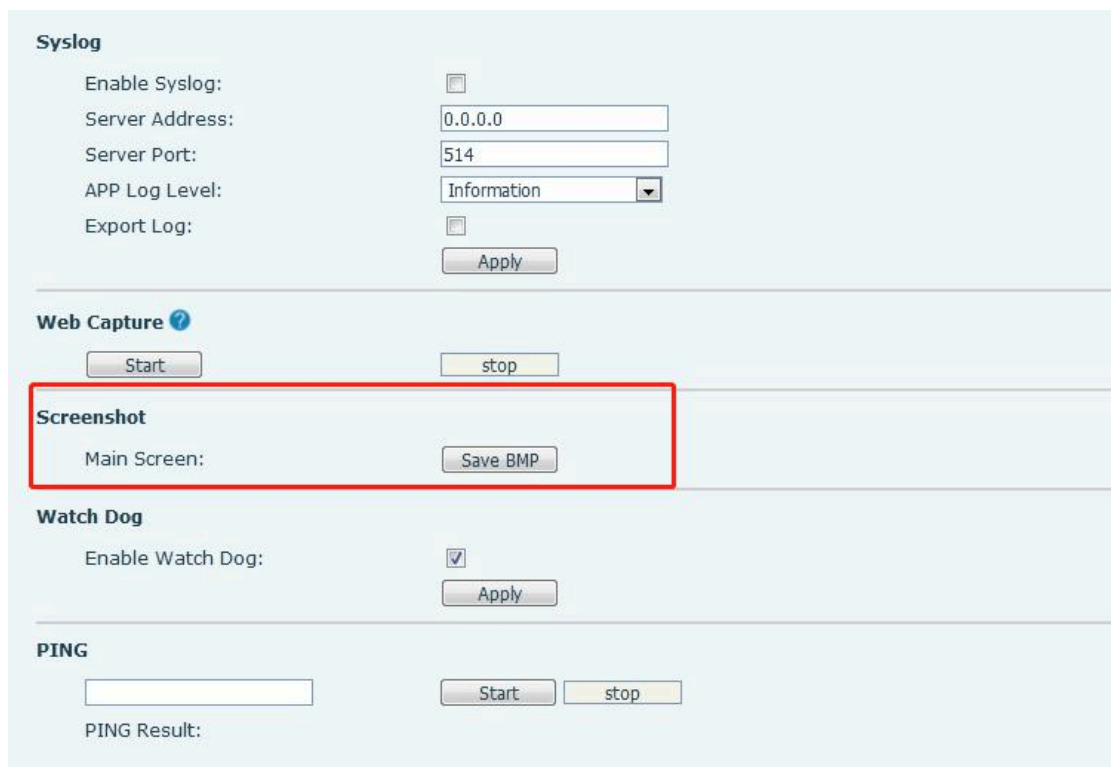 Syslog
Enable Syslog:
Server Address: 0.0.0.0
Server Port: 514
APP Log Level: Information
Export Log:
Apply
Web Capture ?
Start stop
Screenshot
Main Screen: Save BMP
Watch Dog
Enable Watch Dog:
Apply
PING
Start stop
PING Result: